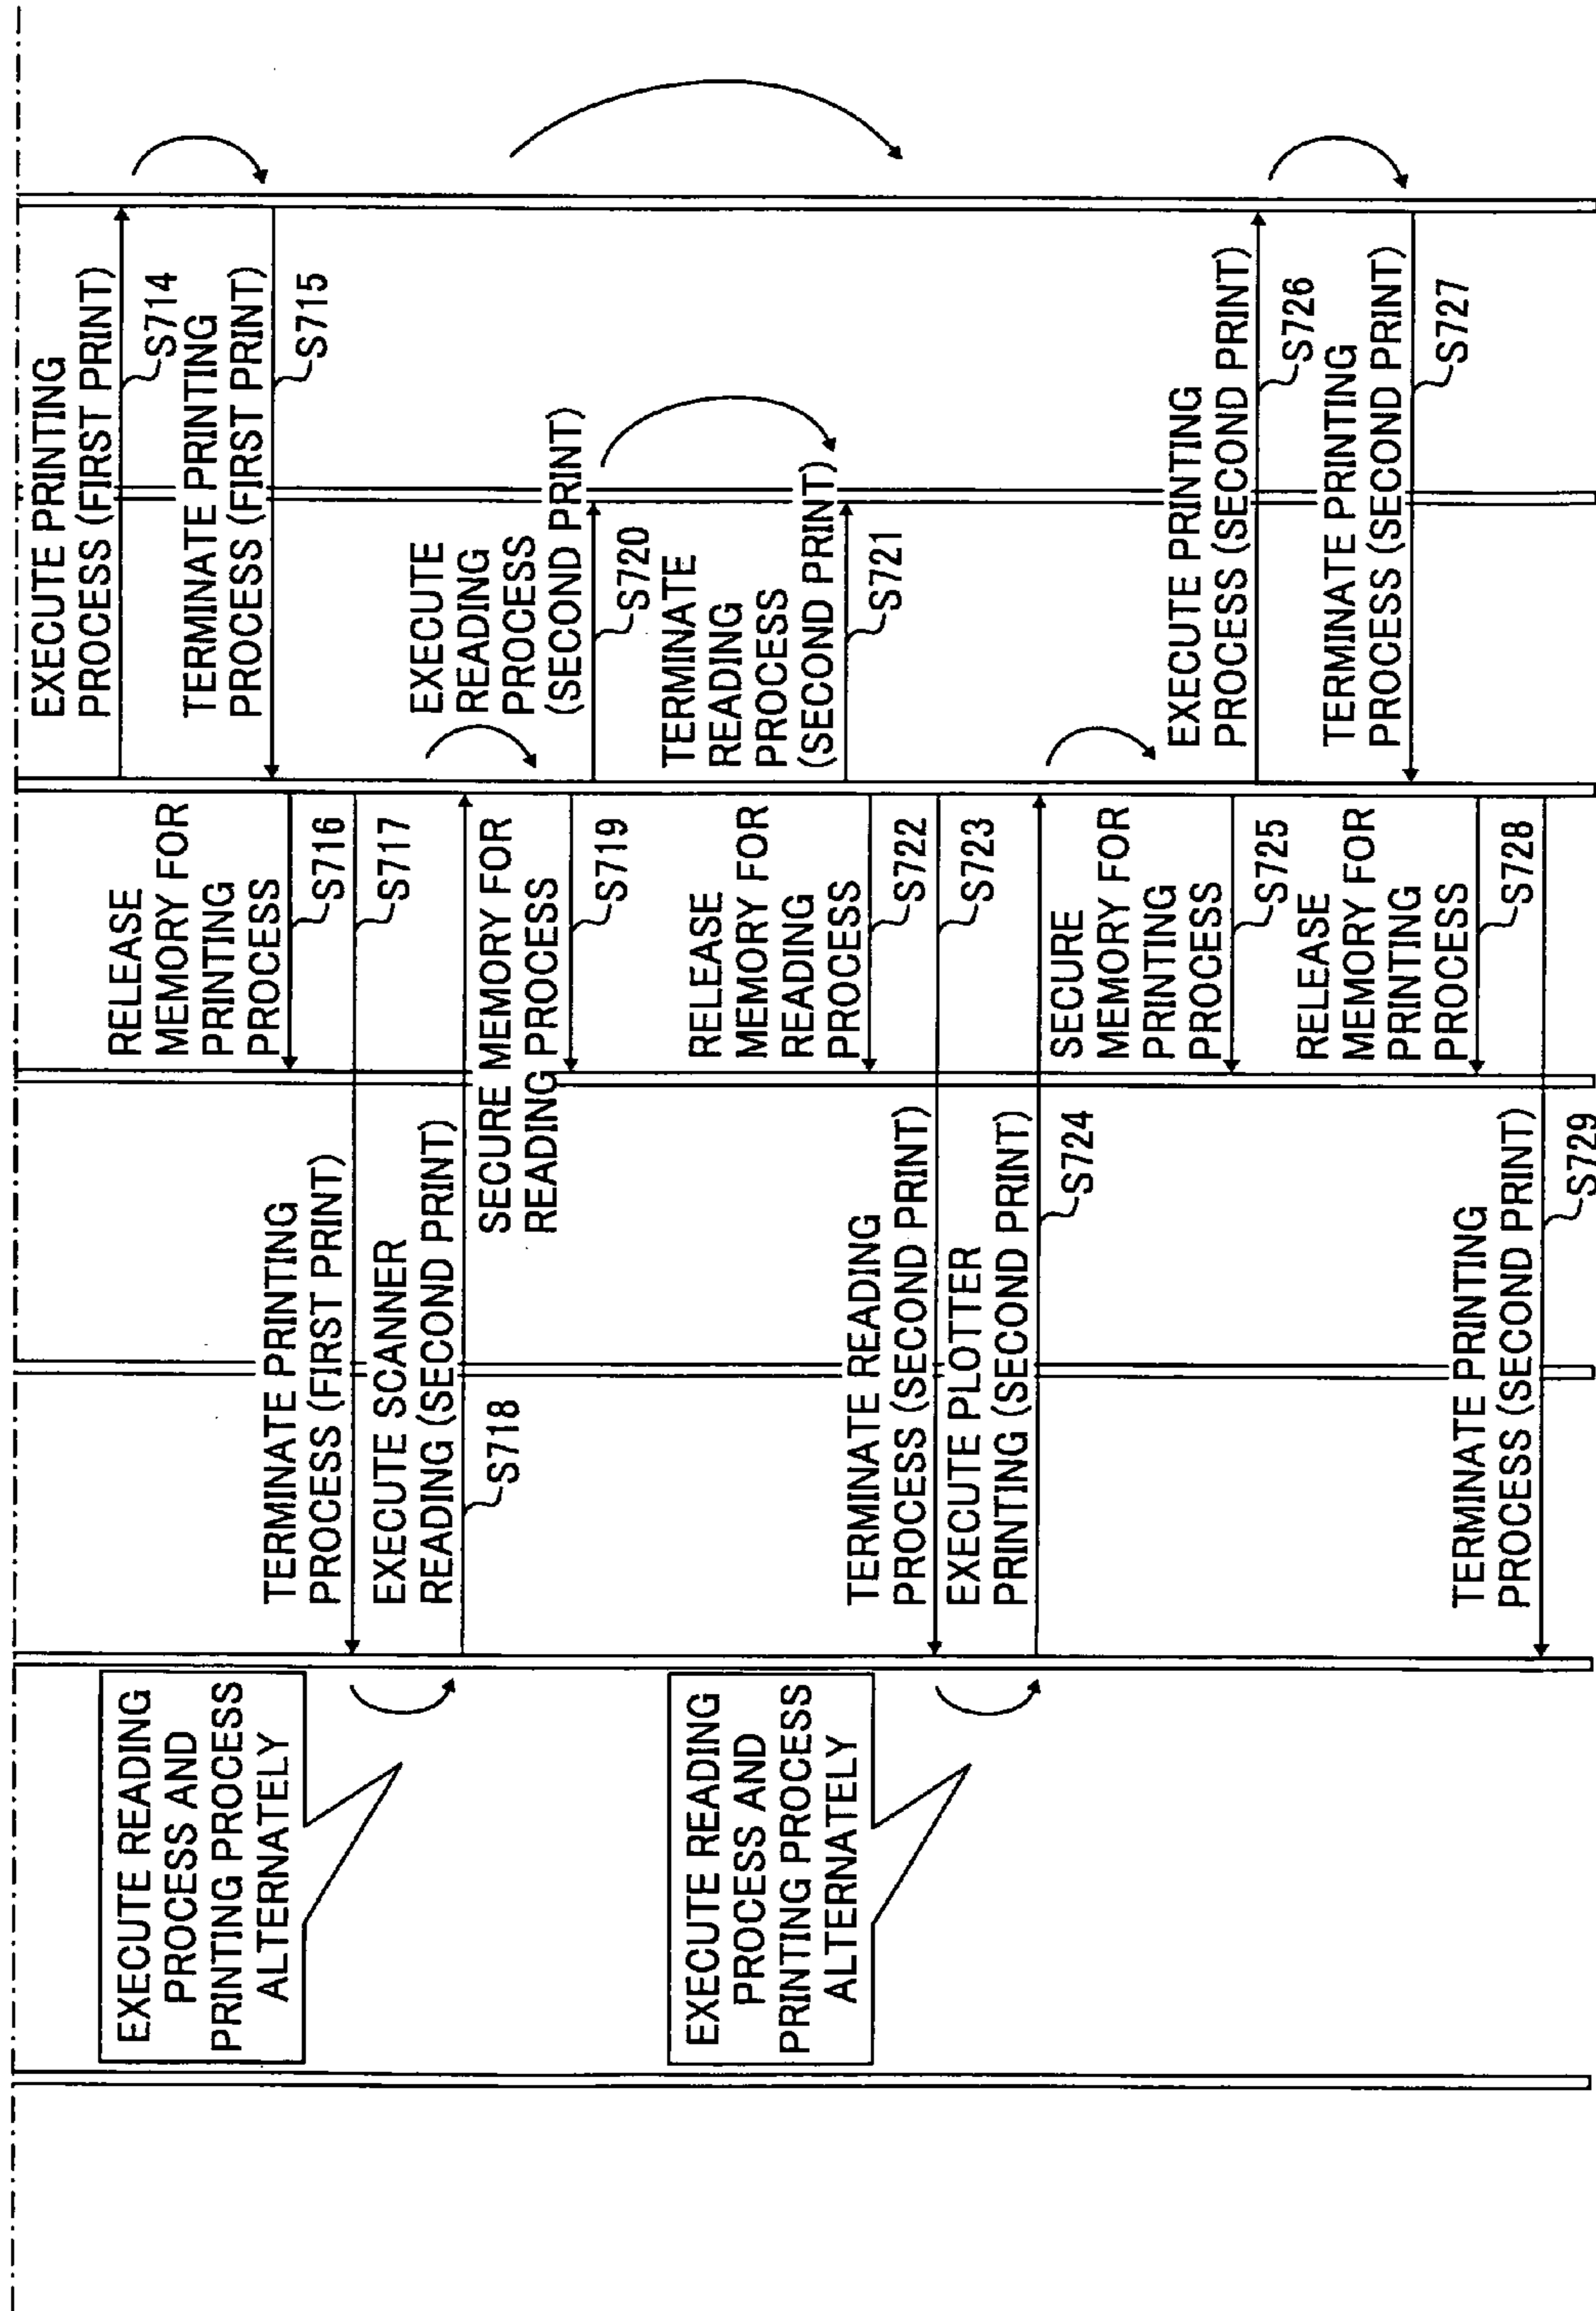 EXECUTE PRINTING
PROCESS (FIRST PRINT)
S714
TERMINATE PRINTING
PROCESS (FIRST PRINT)
S715
RELEASE
MEMORY FOR
PRINTING
PROCESS
S716
TERMINATE PRINTING
PROCESS (FIRST PRINT)
S717
EXECUTE READING
PROCESS AND
PRINTING PROCESS
ALTERNATELY
EXECUTE SCANNER
READING (SECOND PRINT)
S718
SECURE MEMORY FOR
READING PROCESS
S719
EXECUTE
READING
PROCESS
(SECOND PRINT)
S720
TERMINATE
READING
PROCESS
(SECOND PRINT)
S721
RELEASE
MEMORY FOR
READING
PROCESS
S722
TERMINATE READING
PROCESS (SECOND PRINT)
S723
EXECUTE READING
PROCESS AND
PRINTING PROCESS
ALTERNATELY
EXECUTE PLOTTER
PRINTING (SECOND PRINT)
S724
SECURE
MEMORY FOR
PRINTING
PROCESS
S725
EXECUTE PRINTING
PROCESS (SECOND PRINT)
S726
TERMINATE PRINTING
PROCESS (SECOND PRINT)
S727
RELEASE
MEMORY FOR
PRINTING
PROCESS
S728
TERMINATE PRINTING
PROCESS (SECOND PRINT)
S729